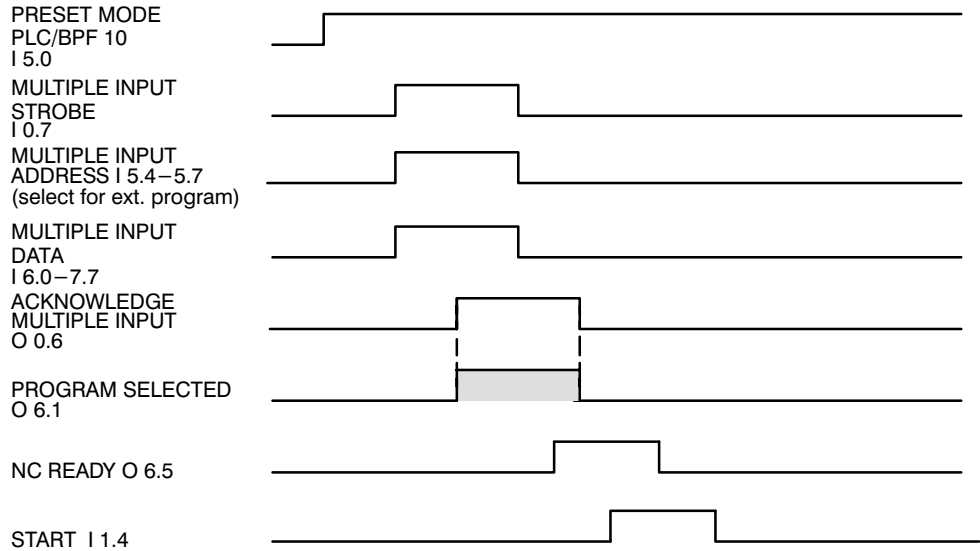 PRESET MODE
PLC/BPF 10
I 5.0
MULTIPLE INPUT
STROBE
I 0.7
MULTIPLE INPUT
ADDRESS I 5.4−5.7
(select for ext. program)
MULTIPLE INPUT
DATA
I 6.0−7.7
ACKNOWLEDGE
MULTIPLE INPUT
O 0.6
PROGRAM SELECTED
O 6.1
NC READY O 6.5
START I 1.4